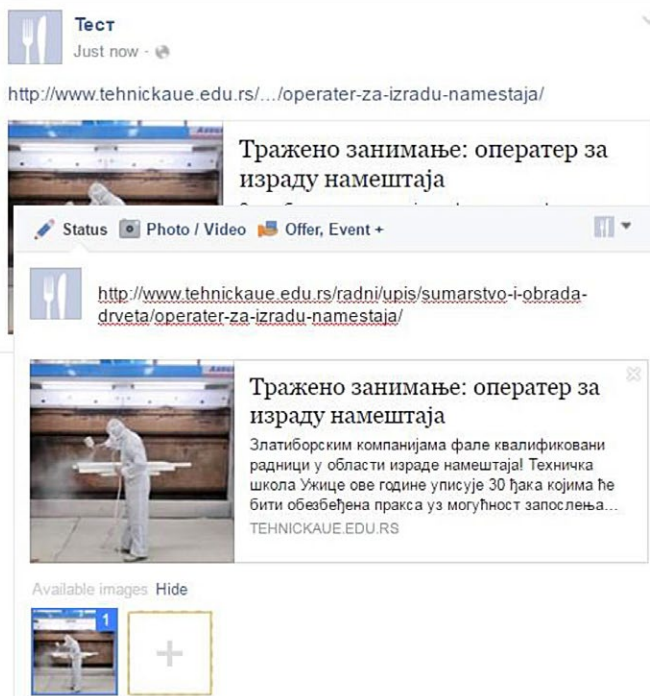 Тест
Just now
http://www.tehnickaue.edu.rs/.../operater-za-izradu-namestaja/
Тражено занимање: оператер за
израду намештаја
Status Photo / Video Offer, Event +
http://www.tehnickaue.edu.rs/radni/upis/sumarstvo-i-obrada-
drveta/operater-za-izradu-namestaja/
Тражено занимање: оператер за
израду намештаја
Златиборским компанијама фале квалификовани
радници у области израде намештаја! Техничка
школа Ужице ове године уписује 30 ђака којима ће
бити обезбеђена пракса уз могућност запослења...
TEHNICKAUE.EDU.RS
Available images Hide
1